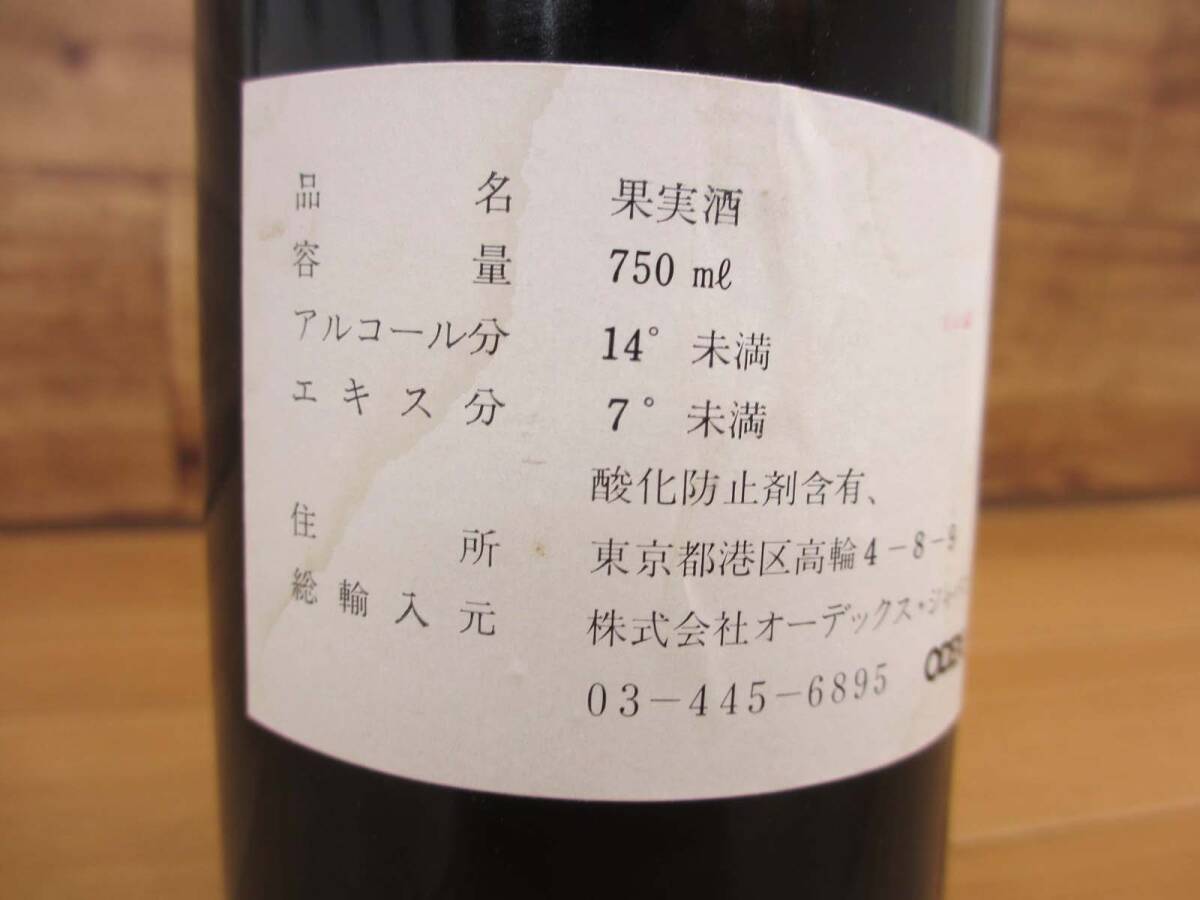 品名 果実酒
容量 750 ml
アルコール分 14° 未満
エキス分 7° 未満
酸化防止剤含有、
住所 東京都港区高輪4-8-9
総輸入元 株式会社オーデックス・ジャパン
03-445-6895